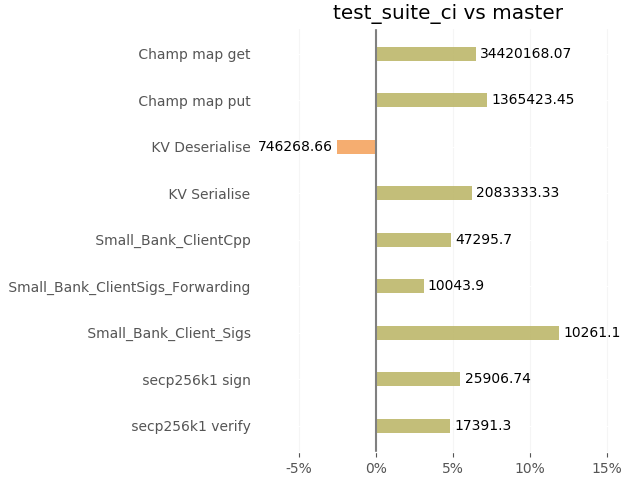 test_suite_ci vs master
Champ map get 34420168.07
Champ map put 1365423.45
KV Deserialise 746268.66
KV Serialise 2083333.33
Small_Bank_ClientCpp 47295.7
Small_Bank_ClientSigs_Forwarding 10043.9
Small_Bank_Client_Sigs 10261.1
secp256k1 sign 25906.74
secp256k1 verify 17391.3
-5% 0% 5% 10% 15%